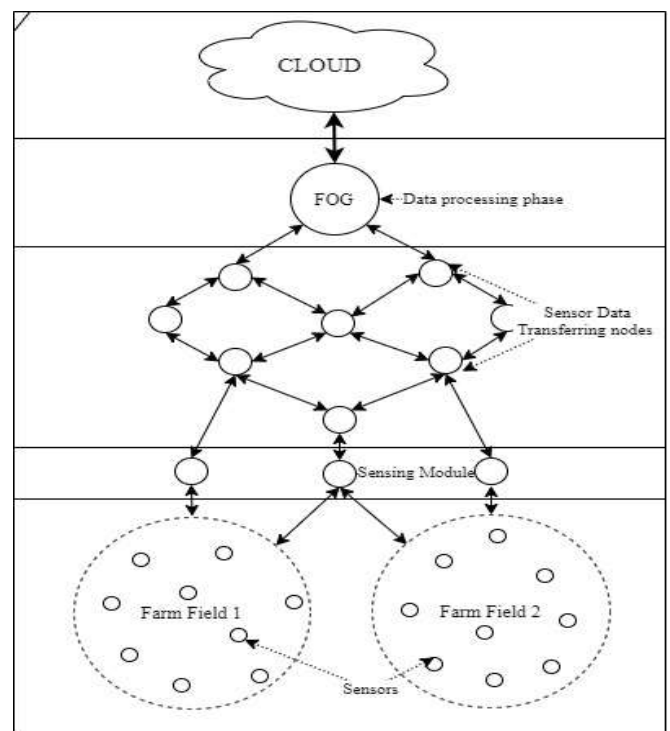 CLOUD
FOG
Data processing phase
Sensor Data
Transferring nodes
Sensing Module
Farm Field 1
Farm Field 2
Sensors